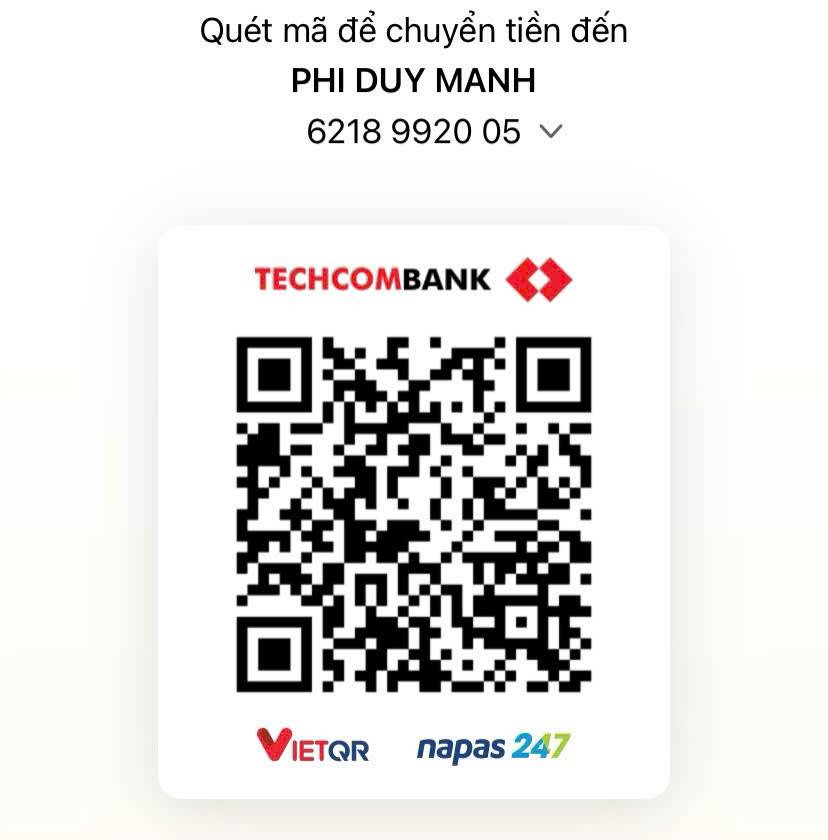 Quét mã để chuyển tiền đến
PHI DUY MANH
6218 9920 05
TECHCOMBANK
VIETQR
napas 247